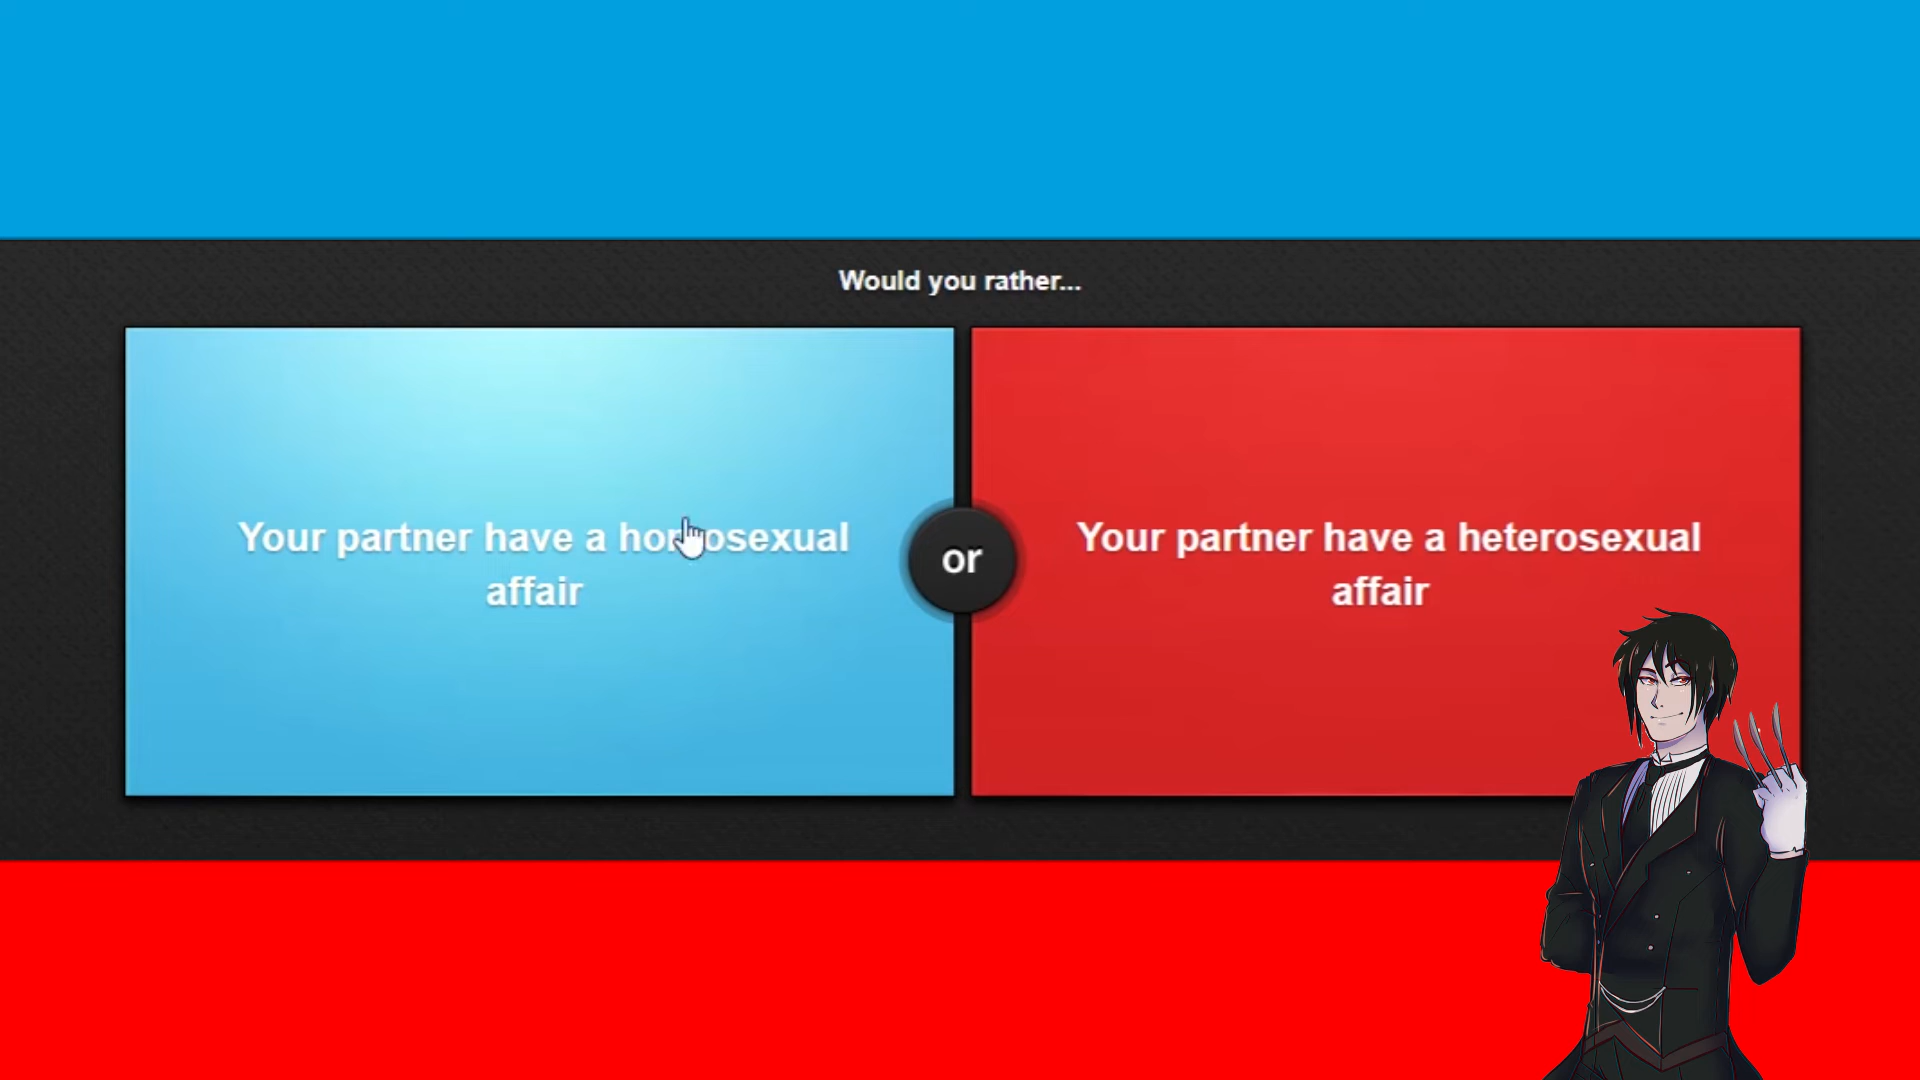 Would you rather...
Your partner have a homosexual
affair
or
Your partner have a heterosexual
affair